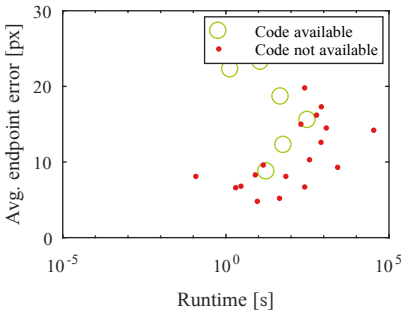 30
20
10
0
Avg. endpoint error [px]
Code available
Code not available
10^-5
10^0
10^5
Runtime [s]